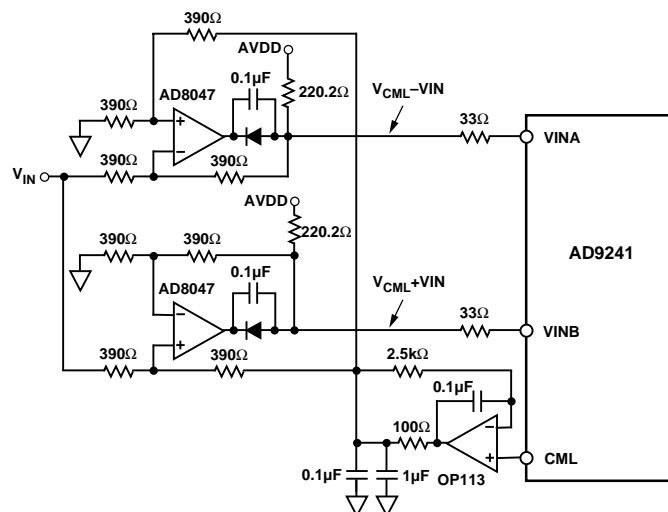 390Ω
AVDD
0.1µF
220.2Ω
AD8047
390Ω
V_CML–VIN
33Ω
VINA
V_IN
390Ω
390Ω
AVDD
220.2Ω
390Ω
390Ω
AD9241
AD8047
0.1µF
V_CML+VIN
33Ω
VINB
390Ω
390Ω
2.5kΩ
0.1µF
100Ω
CML
0.1µF
1µF
OP113